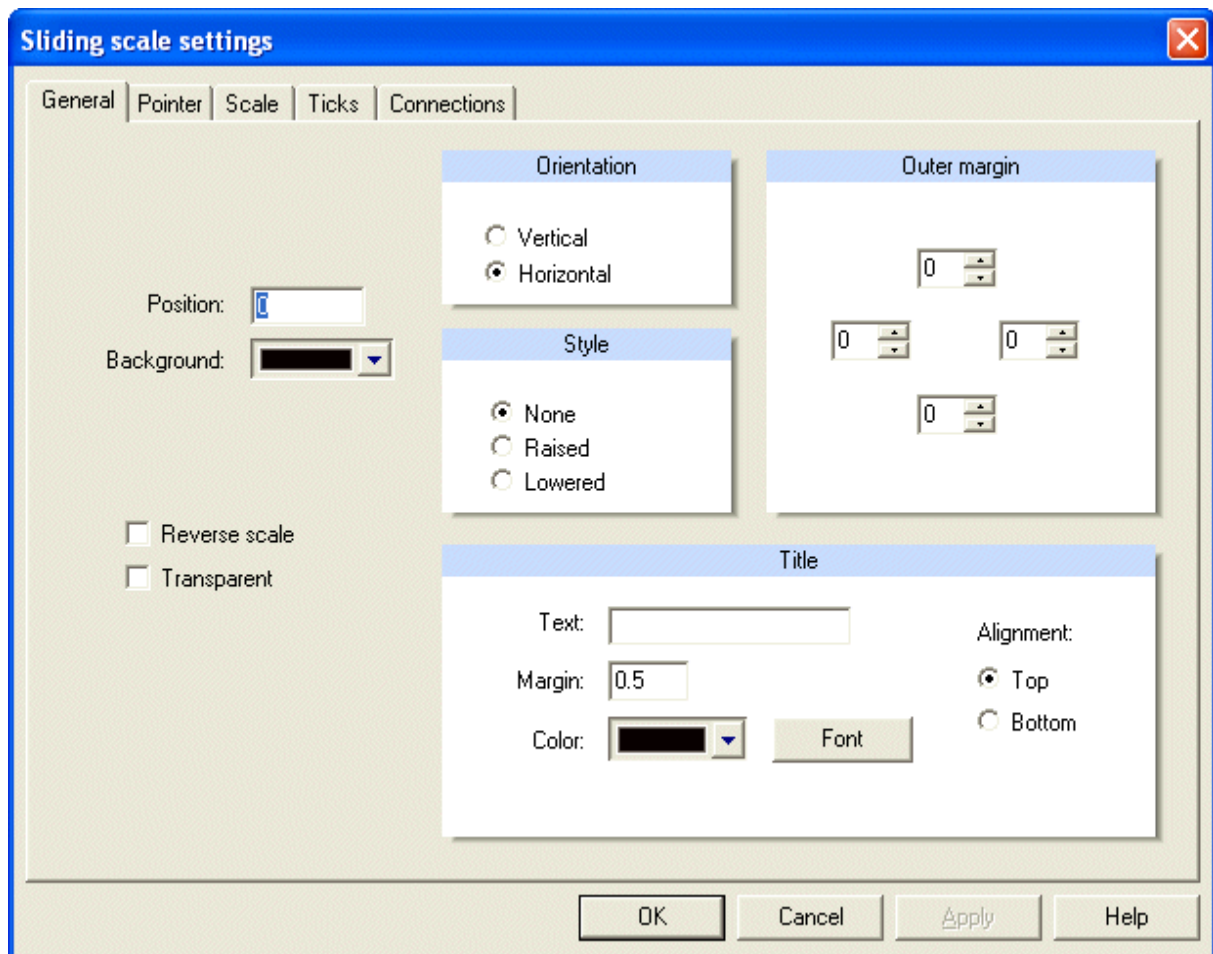 Sliding scale settings
General Pointer Scale Ticks Connections
Orientation
Vertical
Horizontal
Outer margin
0
0 0
0
Position: 0
Background:
Style
None
Raised
Lowered
Reverse scale
Transparent
Title
Text:
Margin: 0.5
Color: Font
Alignment:
Top
Bottom
OK Cancel Apply Help